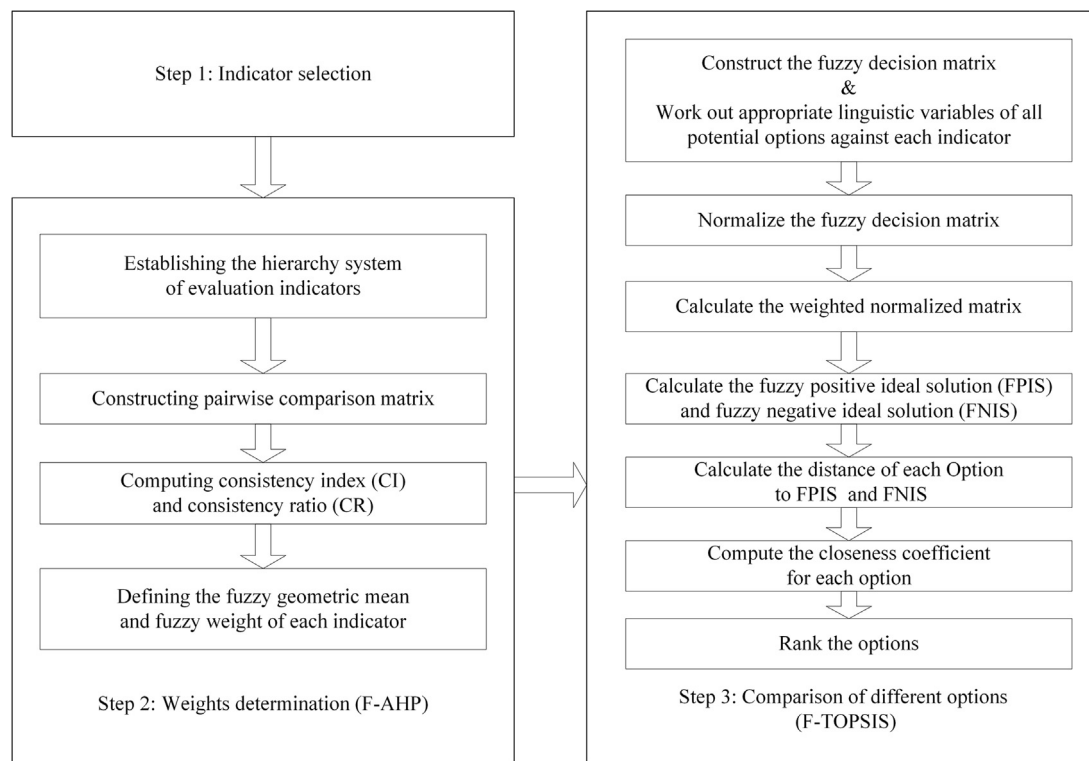 Step 1: Indicator selection
Establishing the hierarchy system
of evaluation indicators
Constructing pairwise comparison matrix
Computing consistency index (CI)
and consistency ratio (CR)
Defining the fuzzy geometric mean
and fuzzy weight of each indicator
Step 2: Weights determination (F-AHP)
Construct the fuzzy decision matrix
&
Work out appropriate linguistic variables of all
potential options against each indicator
Normalize the fuzzy decision matrix
Calculate the weighted normalized matrix
Calculate the fuzzy positive ideal solution (FPIS)
and fuzzy negative ideal solution (FNIS)
Calculate the distance of each Option
to FPIS and FNIS
Compute the closeness coefficient
for each option
Rank the options
Step 3: Comparison of different options
(F-TOPSIS)